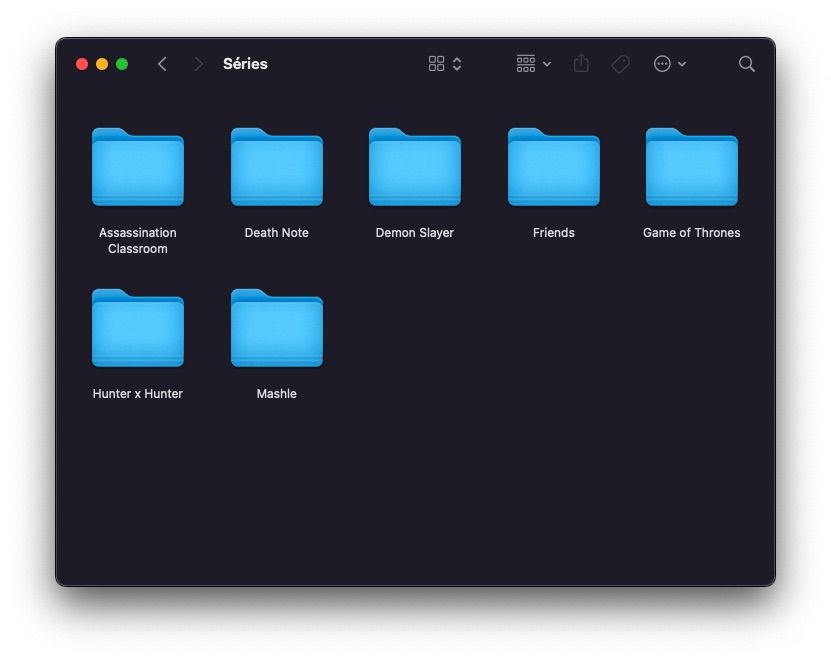 Séries
Assassination
Classroom
Death Note
Demon Slayer
Friends
Game of Thrones
Hunter x Hunter
Mashle